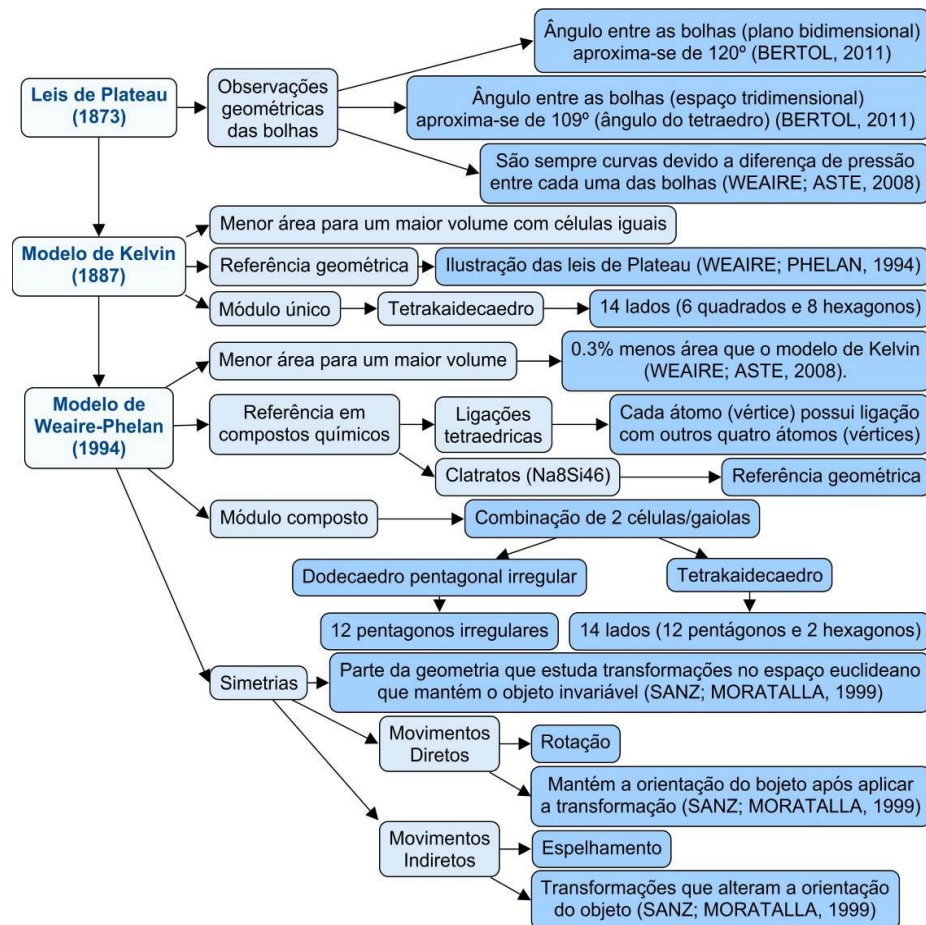 Ângulo entre as bolhas (plano bidimensional)
aproxima-se de 120º (BERTOL, 2011)
Leis de Plateau
(1873)
Observações
geométricas
das bolhas
Ângulo entre as bolhas (espaço tridimensional)
aproxima-se de 109º (ângulo do tetraedro) (BERTOL, 2011)
São sempre curvas devido a diferença de pressão
entre cada uma das bolhas (WEAIRE; ASTE, 2008)
Modelo de Kelvin
(1887)
Menor área para um maior volume com células iguais
Referência geométrica
Ilustração das leis de Plateau (WEAIRE; PHELAN, 1994)
Módulo único
Tetrakaidecaedro
14 lados (6 quadrados e 8 hexagonos)
Modelo de
Weaire-Phelan
(1994)
Menor área para um maior volume
0.3% menos área que o modelo de Kelvin
(WEAIRE; ASTE, 2008).
Referência em
compostos químicos
Ligações
tetraedricas
Cada átomo (vértice) possui ligação
com outros quatro átomos (vértices)
Clatratos (Na8Si46)
Referência geométrica
Módulo composto
Combinação de 2 células/gaiolas
Dodecaedro pentagonal irregular
Tetrakaidecaedro
12 pentagonos irregulares
14 lados (12 pentágonos e 2 hexagonos)
Simetrias
Parte da geometria que estuda transformações no espaço euclideano
que mantém o objeto invariável (SANZ; MORATALLA, 1999)
Movimentos
Diretos
Rotação
Mantém a orientação do bojeto após aplicar
a transformação (SANZ; MORATALLA, 1999)
Movimentos
Indiretos
Espelhamento
Transformações que alteram a orientação
do objeto (SANZ; MORATALLA, 1999)